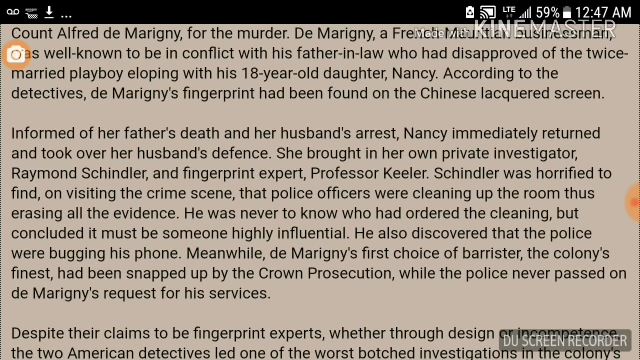 LTE 59% 12:47 AM
Made with
KINEMASTER
Count Alfred de Marigny, for the murder. De Marigny, a French
was well-known to be in conflict with his father-in-law who had disapproved of the twice-
married playboy eloping with his 18-year-old daughter, Nancy. According to the
detectives, de Marigny's fingerprint had been found on the Chinese lacquered screen.
Informed of her father's death and her husband's arrest, Nancy immediately returned
and took over her husband's defence. She brought in her own private investigator,
Raymond Schindler, and fingerprint expert, Professor Keeler. Schindler was horrified to
find, on visiting the crime scene, that police officers were cleaning up the room thus
erasing all the evidence. He was never to know who had ordered the cleaning, but
concluded it must be someone highly influential. He also discovered that the police
were bugging his phone. Meanwhile, de Marigny's first choice of barrister, the colony's
finest, had been snapped up by the Crown Prosecution, while the police never passed on
de Marigny's request for his services.
Despite their claims to be fingerprint experts, whether through design or incompetence,
DU SCREEN RECORDER
the two American detectives led one of the worst botched investigations in the colony's